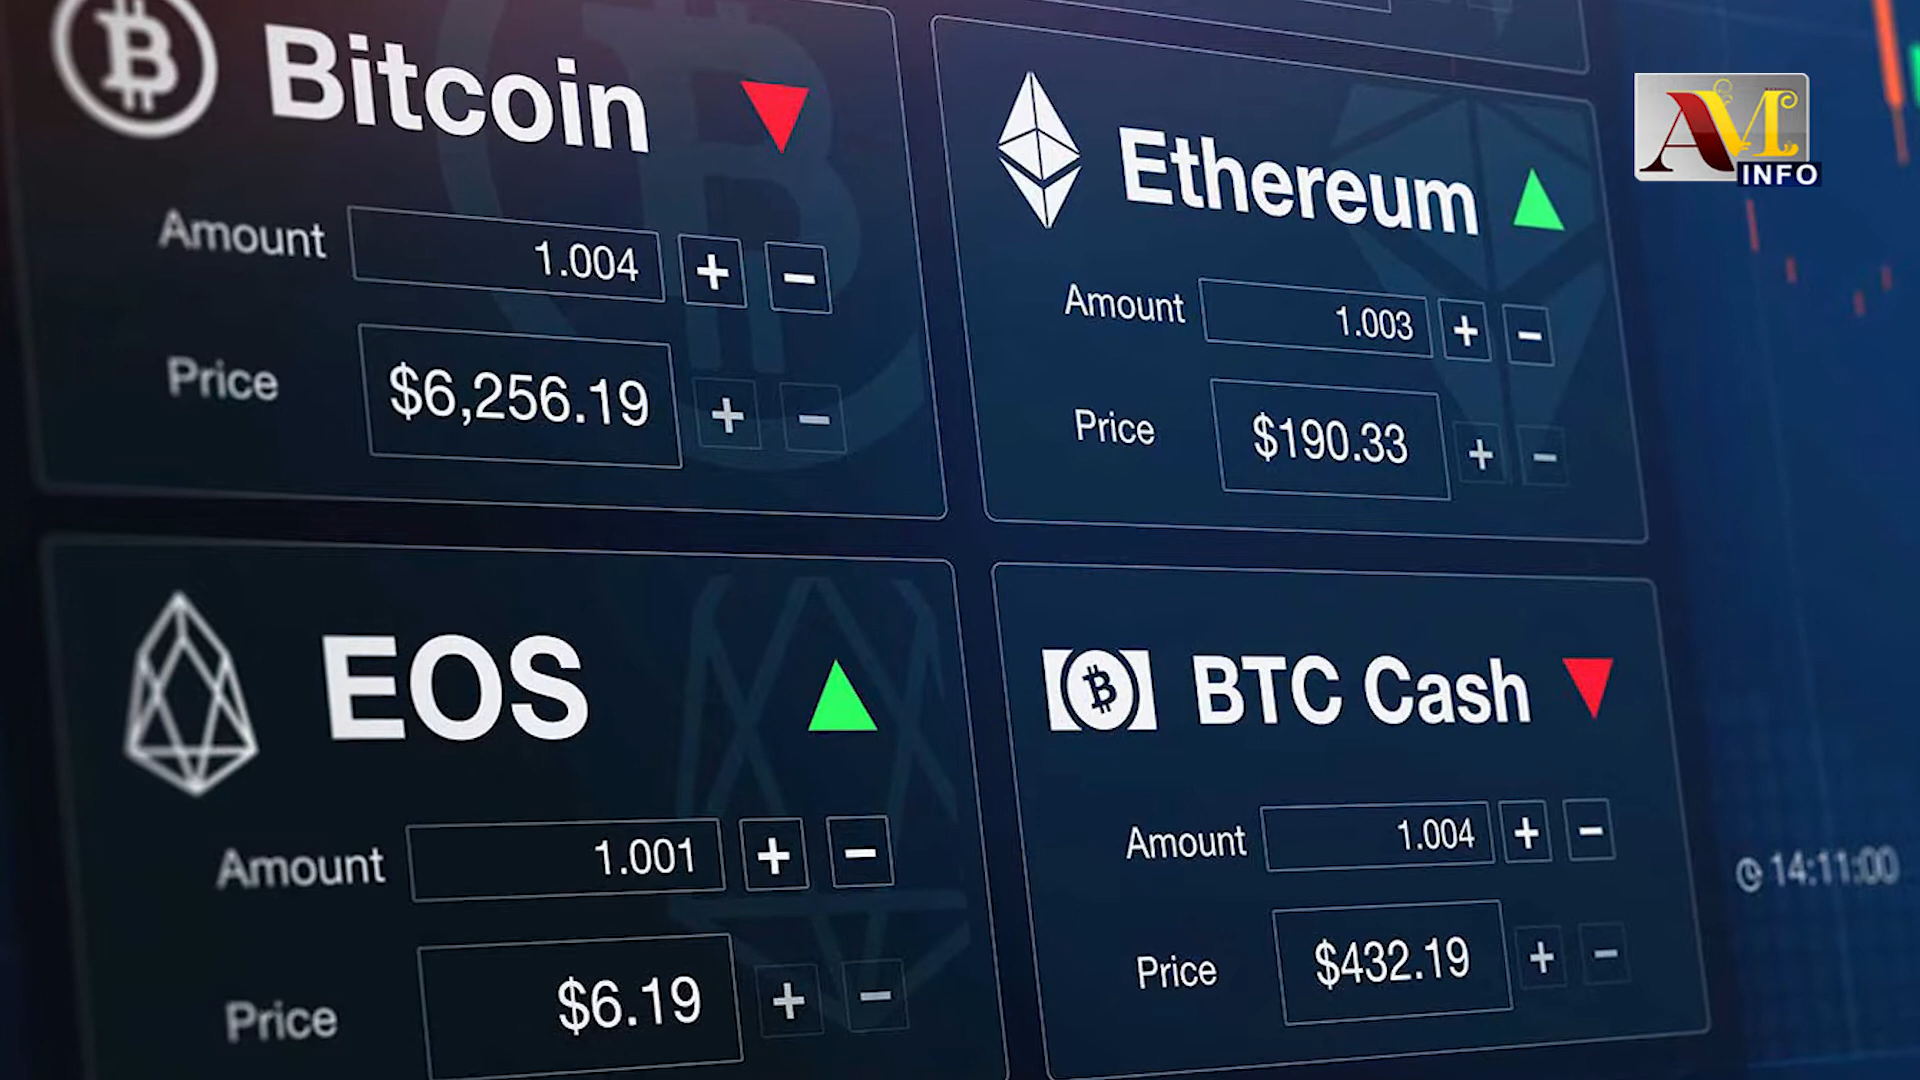 Bitcoin
Amount 1.004 + −
Price $6,256.19 + −
Ethereum
Amount 1.003 + −
Price $190.33 + −
EOS
Amount 1.001 + −
Price $6.19 + −
BTC Cash
Amount 1.004 + −
Price $432.19 + −
14:11:00
AM
INFO